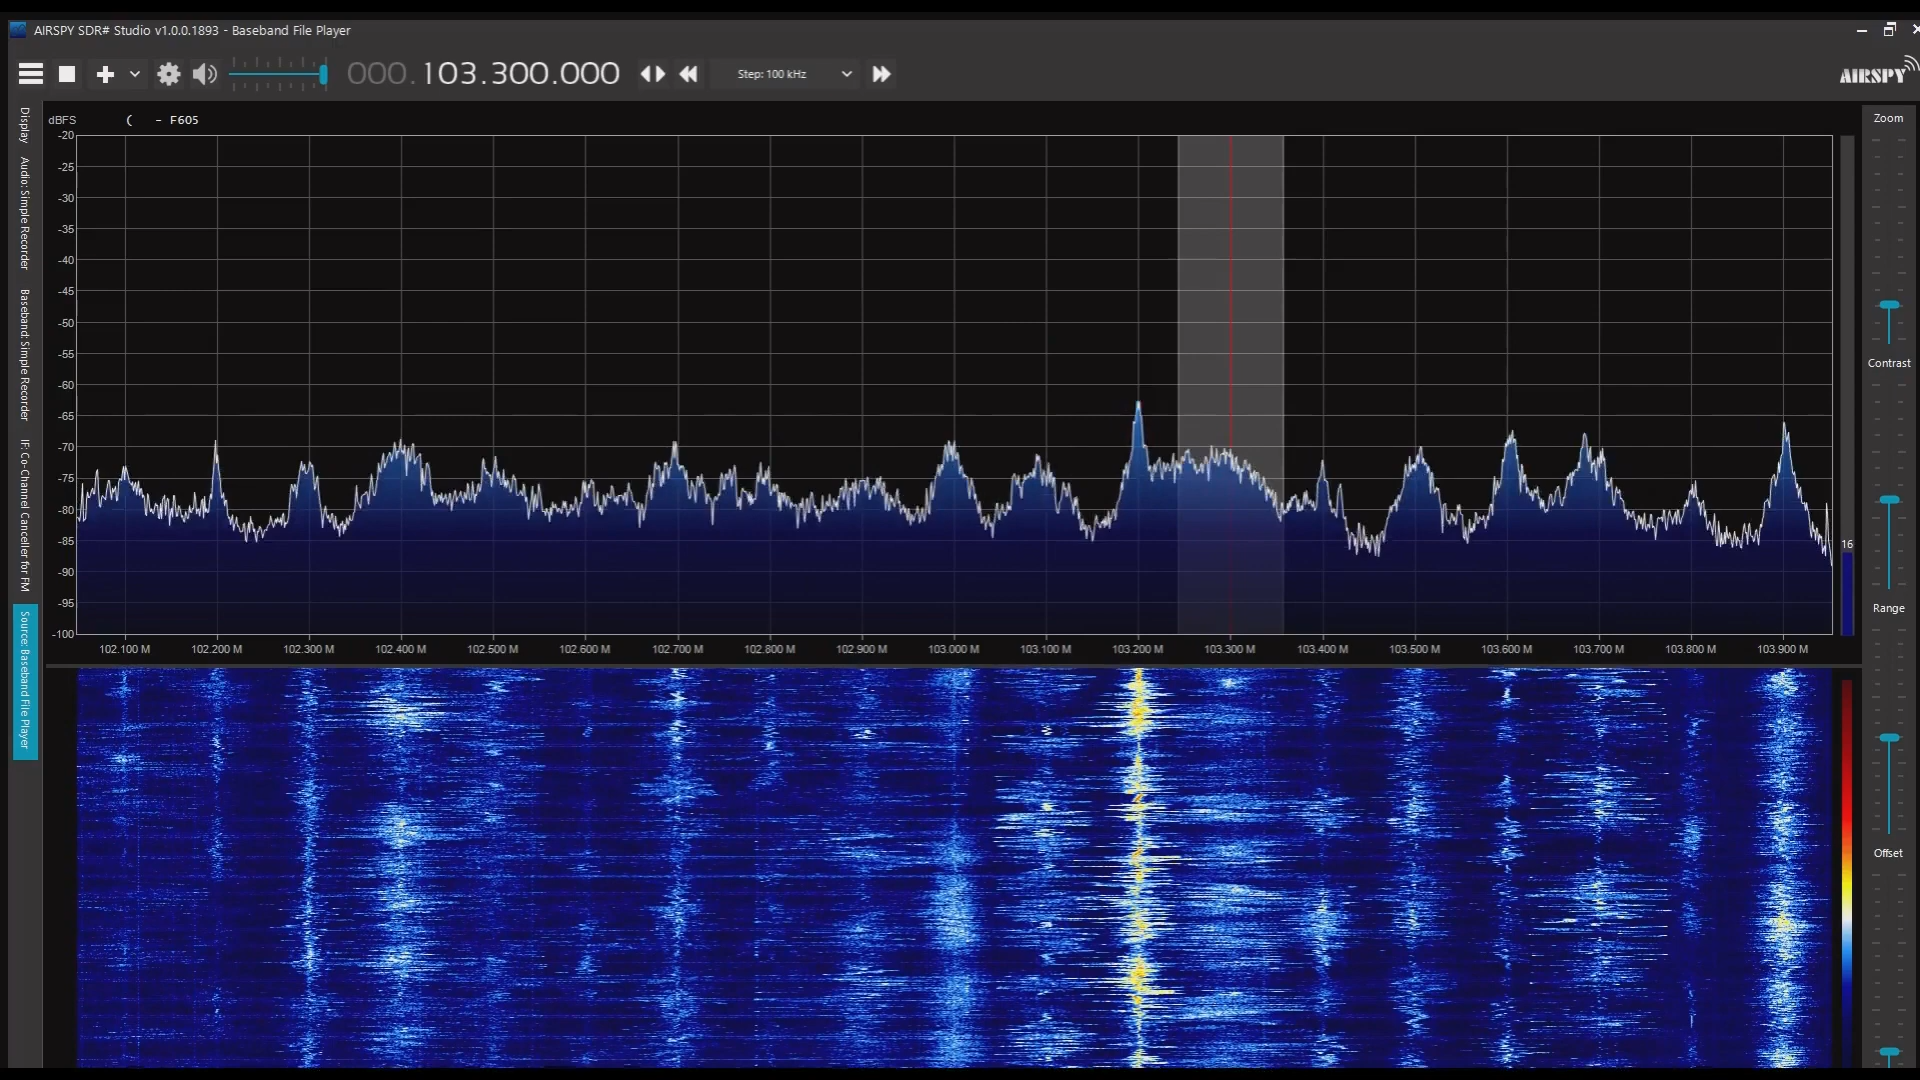 AIRSPY SDR# Studio v1.0.0.1893 - Baseband File Player
000.103.300.000
Step: 100 kHz
AIRSPY
Display
Audio: Simple Recorder
Baseband: Simple Recorder
IF Co-Channel Canceller for FM
Source: Baseband File Player
dBFS
( - F605
-20
-25
-30
-35
-40
-45
-50
-55
-60
-65
-70
-75
-80
-85
-90
-95
-100
102.100 M 102.200 M 102.300 M 102.400 M 102.500 M 102.600 M 102.700 M 102.800 M 102.900 M 103.000 M 103.100 M 103.200 M 103.300 M 103.400 M 103.500 M 103.600 M 103.700 M 103.800 M 103.900 M
16
Zoom
Contrast
Range
Offset